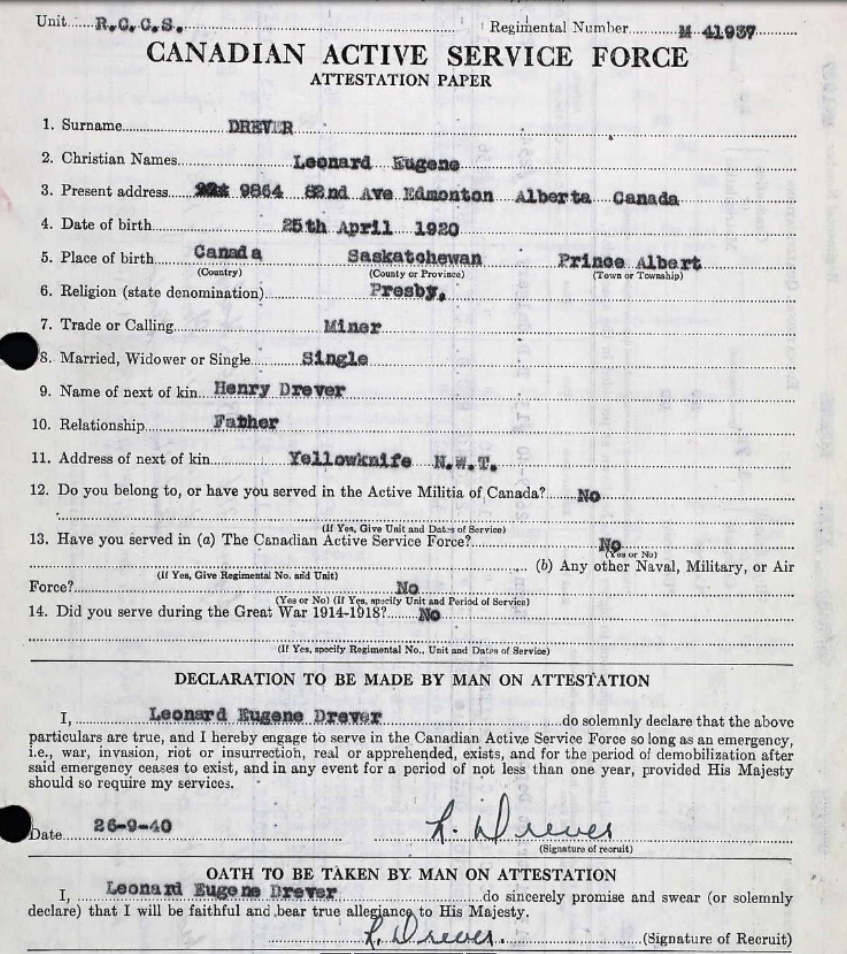 Unit R.C.C.S. Regimental Number M 41937
CANADIAN ACTIVE SERVICE FORCE
ATTESTATION PAPER
1. Surname DREVER
2. Christian Names Leonard Eugene
3. Present address 9864 82nd Ave Edmonton Alberta Canada
4. Date of birth 25th April 1920
5. Place of birth Canada Saskatchewan Prince Albert
(Country) (County or Province) (Town or Township)
6. Religion (state denomination) Presby.
7. Trade or Calling Miner
8. Married, Widower or Single Single
9. Name of next of kin Henry Drever
10. Relationship Father
11. Address of next of kin Yellowknife N.W.T.
12. Do you belong to, or have you served in the Active Militia of Canada? No
(If Yes, Give Unit and Dates of Service)
13. Have you served in (a) The Canadian Active Service Force? No
(Yes or No)
(b) Any other Naval, Military, or Air
(If Yes, Give Regimental No. and Unit)
Force? No
(Yes or No) (If Yes, specify Unit and Period of Service)
14. Did you serve during the Great War 1914-1918? No
(If Yes, specify Regimental No., Unit and Dates of Service)
DECLARATION TO BE MADE BY MAN ON ATTESTATION
I, Leonard Eugene Drever do solemnly declare that the above
particulars are true, and I hereby engage to serve in the Canadian Active Service Force so long as an emergency,
i.e., war, invasion, riot or insurrection, real or apprehended, exists, and for the period of demobilization after
said emergency ceases to exist, and in any event for a period of not less than one year, provided His Majesty
should so require my services.
Date 26-9-40 L. Drever
(Signature of recruit)
OATH TO BE TAKEN BY MAN ON ATTESTATION
I, Leonard Eugene Drever do sincerely promise and swear (or solemnly
declare) that I will be faithful and bear true allegiance to His Majesty.
L. Drever. (Signature of Recruit)